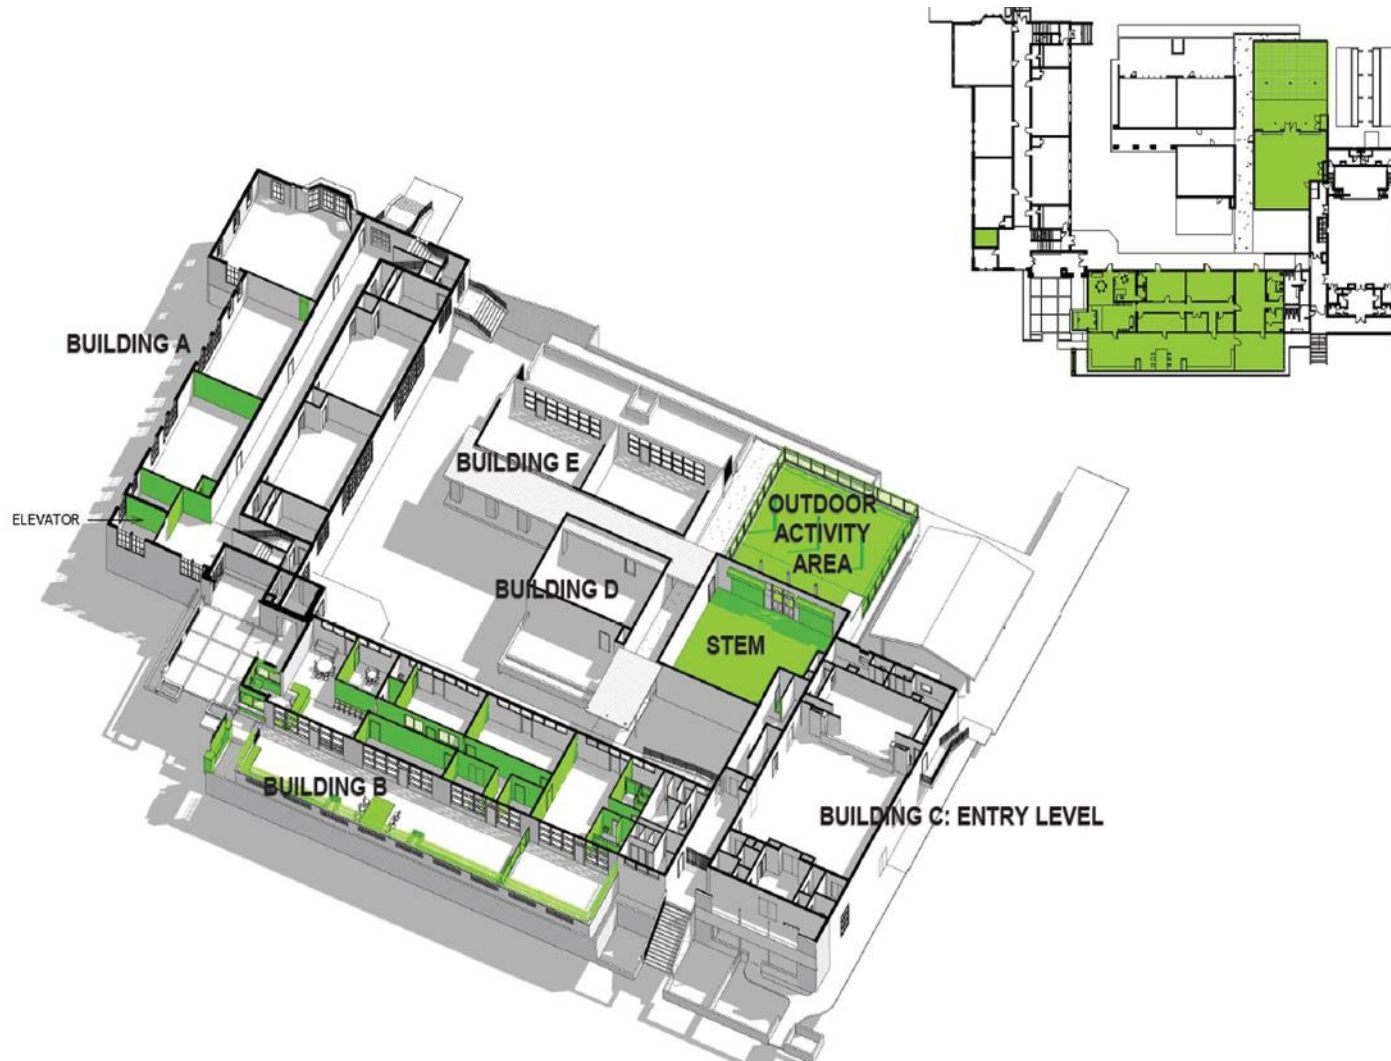 BUILDING A
BUILDING E
OUTDOOR
ACTIVITY
AREA
ELEVATOR
BUILDING D
STEM
BUILDING B
BUILDING C: ENTRY LEVEL